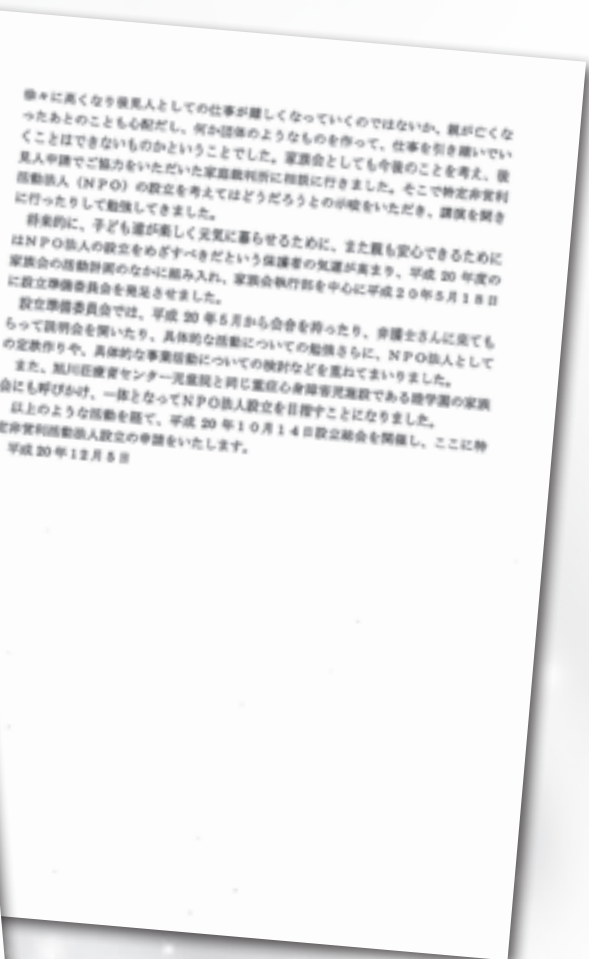 徐々に高くなり後見人としての仕事が難しくなっていくのではないか、親が亡くな
ったあとのことも心配だし、何か団体のようなものを作って、仕事を引き継いでい
くことはできないものかということでした。家族会としても今後のことを考え、後
見人申請でご協力をいただいた家庭裁判所に相談に行きました。そこで特定非営利
活動法人（ＮＰＯ）の設立を考えてはどうだろうとの示唆をいただき、講演を聞き
に行ったりして勉強してきました。
将来的に、子ども達が楽しく元気に暮らせるために、また親も安心できるために
はＮＰＯ法人の設立をめざすべきだという保護者の気運が高まり、平成 20 年度の
家族会の活動計画のなかに組み入れ、家族会執行部を中心に平成２０年５月１８日
に設立準備委員会を発足させました。
設立準備委員会では、平成 20 年５月から会合を持ったり、弁護士さんに来ても
らって説明会を開いたり、具体的な活動についての勉強さらに、ＮＰＯ法人として
の定款作りや、具体的な事業活動についての検討などを重ねてまいりました。
また、旭川荘療育センター児童院と同じ重症心身障害児施設である睦学園の家族
会にも呼びかけ、一体となってＮＰＯ法人設立を目指すことになりました。
以上のような活動を経て、平成 20 年１０月１４日設立総会を開催し、ここに特
定非営利活動法人設立の申請をいたします。
平成 20 年１２月５日